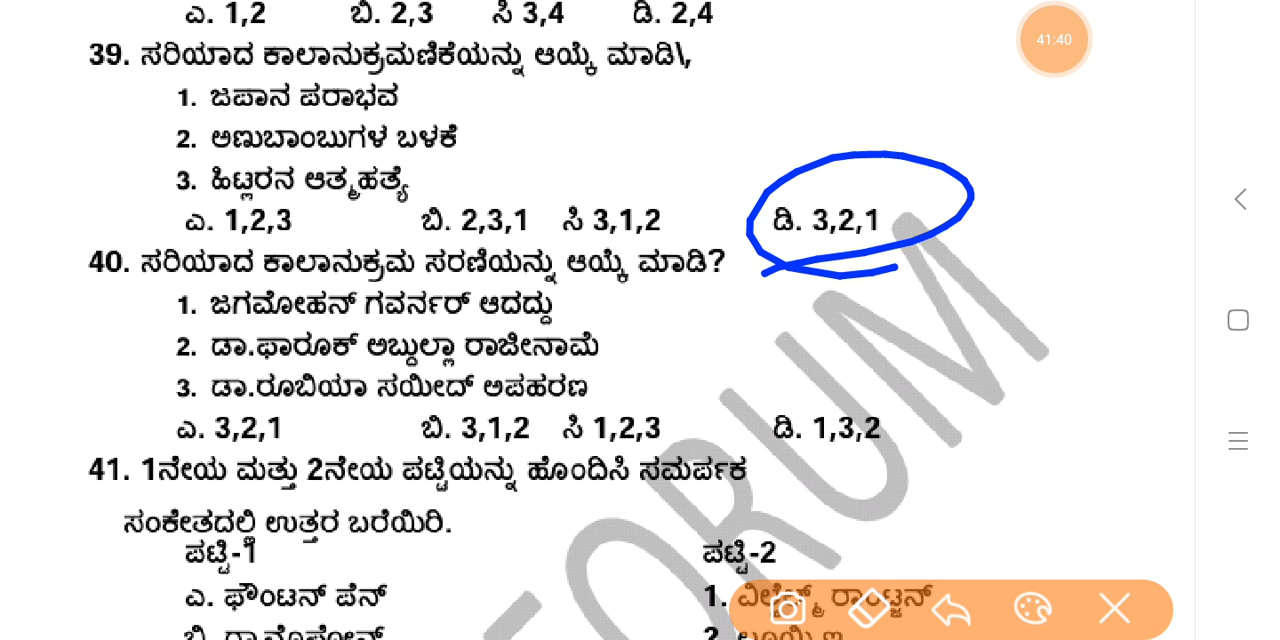 ಎ. 1,2 ಬಿ. 2,3 ಸಿ 3,4 ಡಿ. 2,4
39. ಸರಿಯಾದ ಕಾಲಾನುಕ್ರಮಣಿಕೆಯನ್ನು ಆಯ್ಕೆ ಮಾಡಿ\,
1. ಜಪಾನ ಪರಾಭವ
2. ಅಣುಬಾಂಬುಗಳ ಬಳಕೆ
3. ಹಿಟ್ಲರನ ಆತ್ಮಹತ್ಯೆ
ಎ. 1,2,3 ಬಿ. 2,3,1 ಸಿ 3,1,2 ಡಿ. 3,2,1
40. ಸರಿಯಾದ ಕಾಲಾನುಕ್ರಮ ಸರಣಿಯನ್ನು ಆಯ್ಕೆ ಮಾಡಿ?
1. ಜಗಮೋಹನ್ ಗವರ್ನರ್ ಆದದ್ದು
2. ಡಾ.ಫಾರೂಕ್ ಅಬ್ದುಲ್ಲಾ ರಾಜೀನಾಮೆ
3. ಡಾ.ರೂಬಿಯಾ ಸಯೀದ್ ಅಪಹರಣ
ಎ. 3,2,1 ಬಿ. 3,1,2 ಸಿ 1,2,3 ಡಿ. 1,3,2
41. 1ನೇಯ ಮತ್ತು 2ನೇಯ ಪಟ್ಟಿಯನ್ನು ಹೊಂದಿಸಿ ಸಮರ್ಪಕ
ಸಂಕೇತದಲ್ಲಿ ಉತ್ತರ ಬರೆಯಿರಿ.
ಪಟ್ಟಿ-1 ಪಟ್ಟಿ-2
ಎ. ಫೌಂಟನ್ ಪೆನ್ 1. ರಾಂಟ್ಜನ್
41:40
FORUM